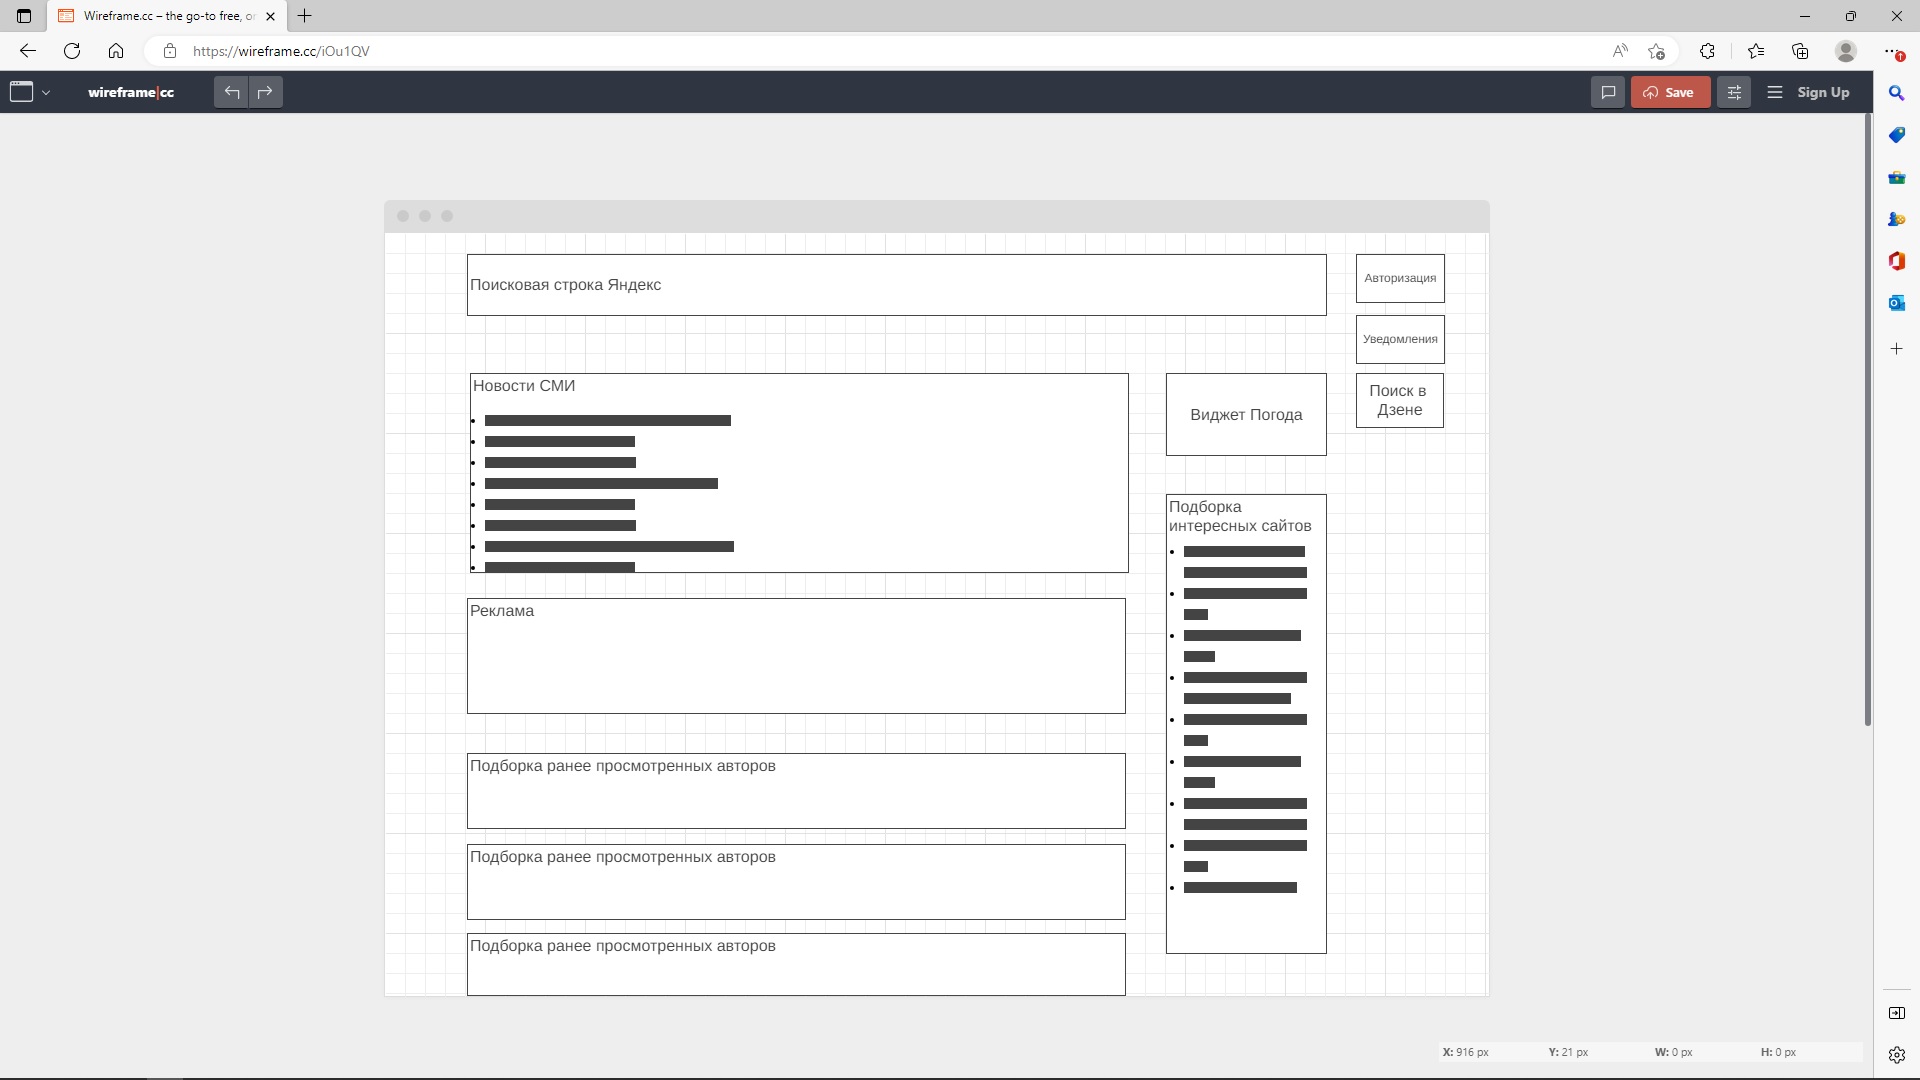 Wireframe.cc – the go-to free, or
https://wireframe.cc/iOu1QV
wireframe|cc
Save
Sign Up
Поисковая строка Яндекс
Авторизация
Уведомления
Новости СМИ
Виджет Погода
Поиск в
Дзене
Подборка
интересных сайтов
Реклама
Подборка ранее просмотренных авторов
Подборка ранее просмотренных авторов
Подборка ранее просмотренных авторов
X: 916 px Y: 21 px W: 0 px H: 0 px